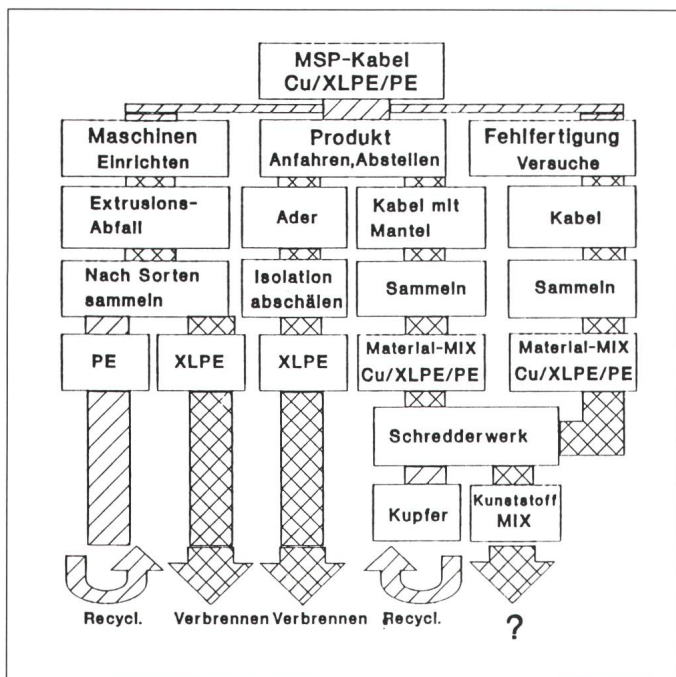 MSP-Kabel
Cu/XLPE/PE
Maschinen
Einrichten
Produkt
Anfahren,Abstellen
Fehlfertigung
Versuche
Extrusions-
Abfall
Ader
Kabel mit
Mantel
Kabel
Nach Sorten
sammeln
Isolation
abschälen
Sammeln
Sammeln
PE
XLPE
XLPE
Material-MIX
Cu/XLPE/PE
Material-MIX
Cu/XLPE/PE
Schredderwerk
Kupfer
Kunststoff
MIX
Recycl.
Verbrennen
Verbrennen
Recycl.
?